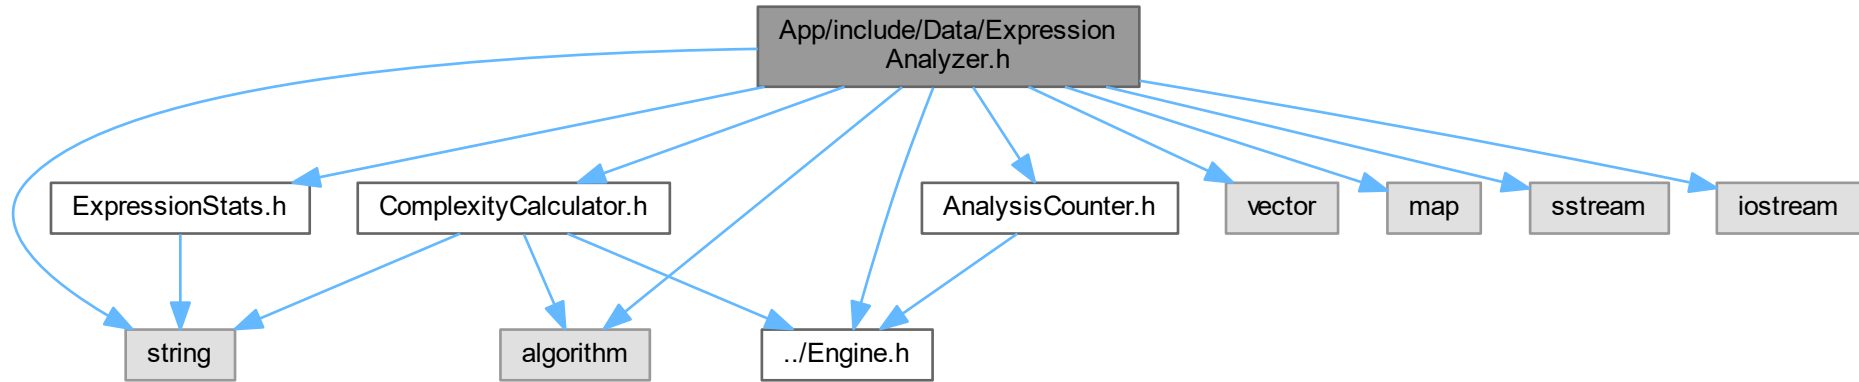 App/include/Data/Expression
Analyzer.h
ExpressionStats.h
ComplexityCalculator.h
AnalysisCounter.h
vector
map
sstream
iostream
string
algorithm
../Engine.h